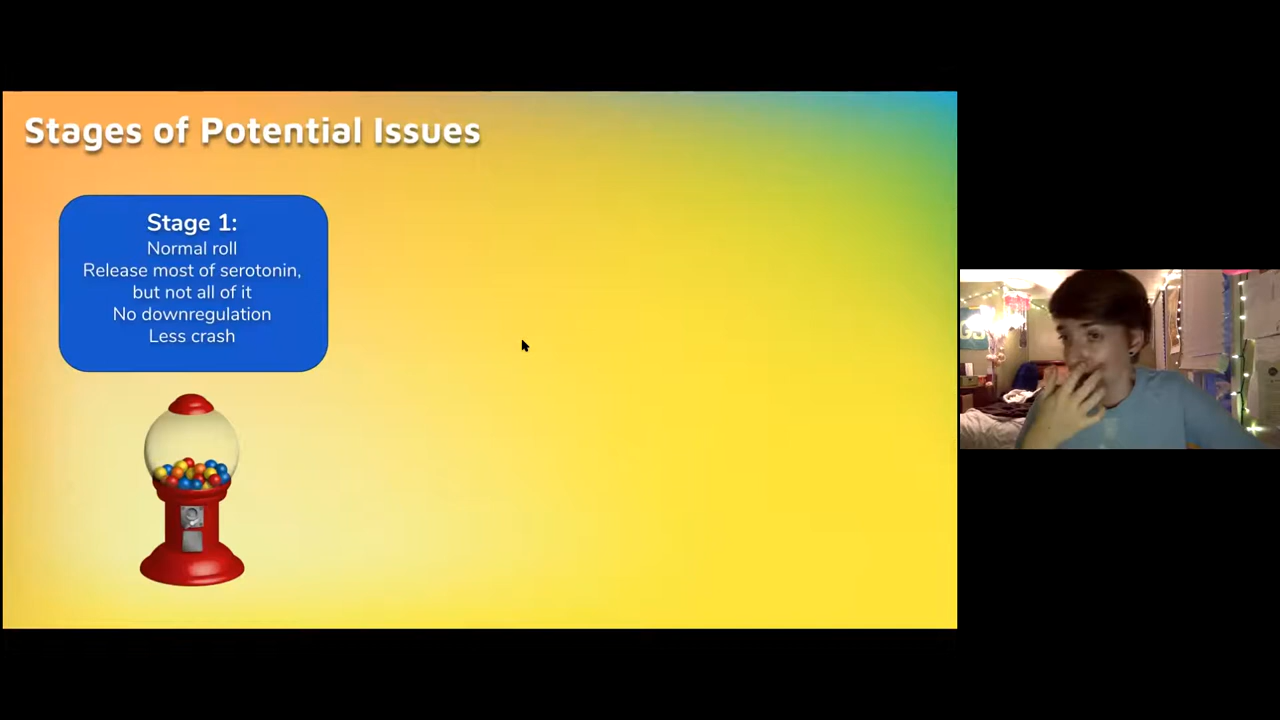 Stages of Potential Issues
Stage 1:
Normal roll
Release most of serotonin,
but not all of it
No downregulation
Less crash